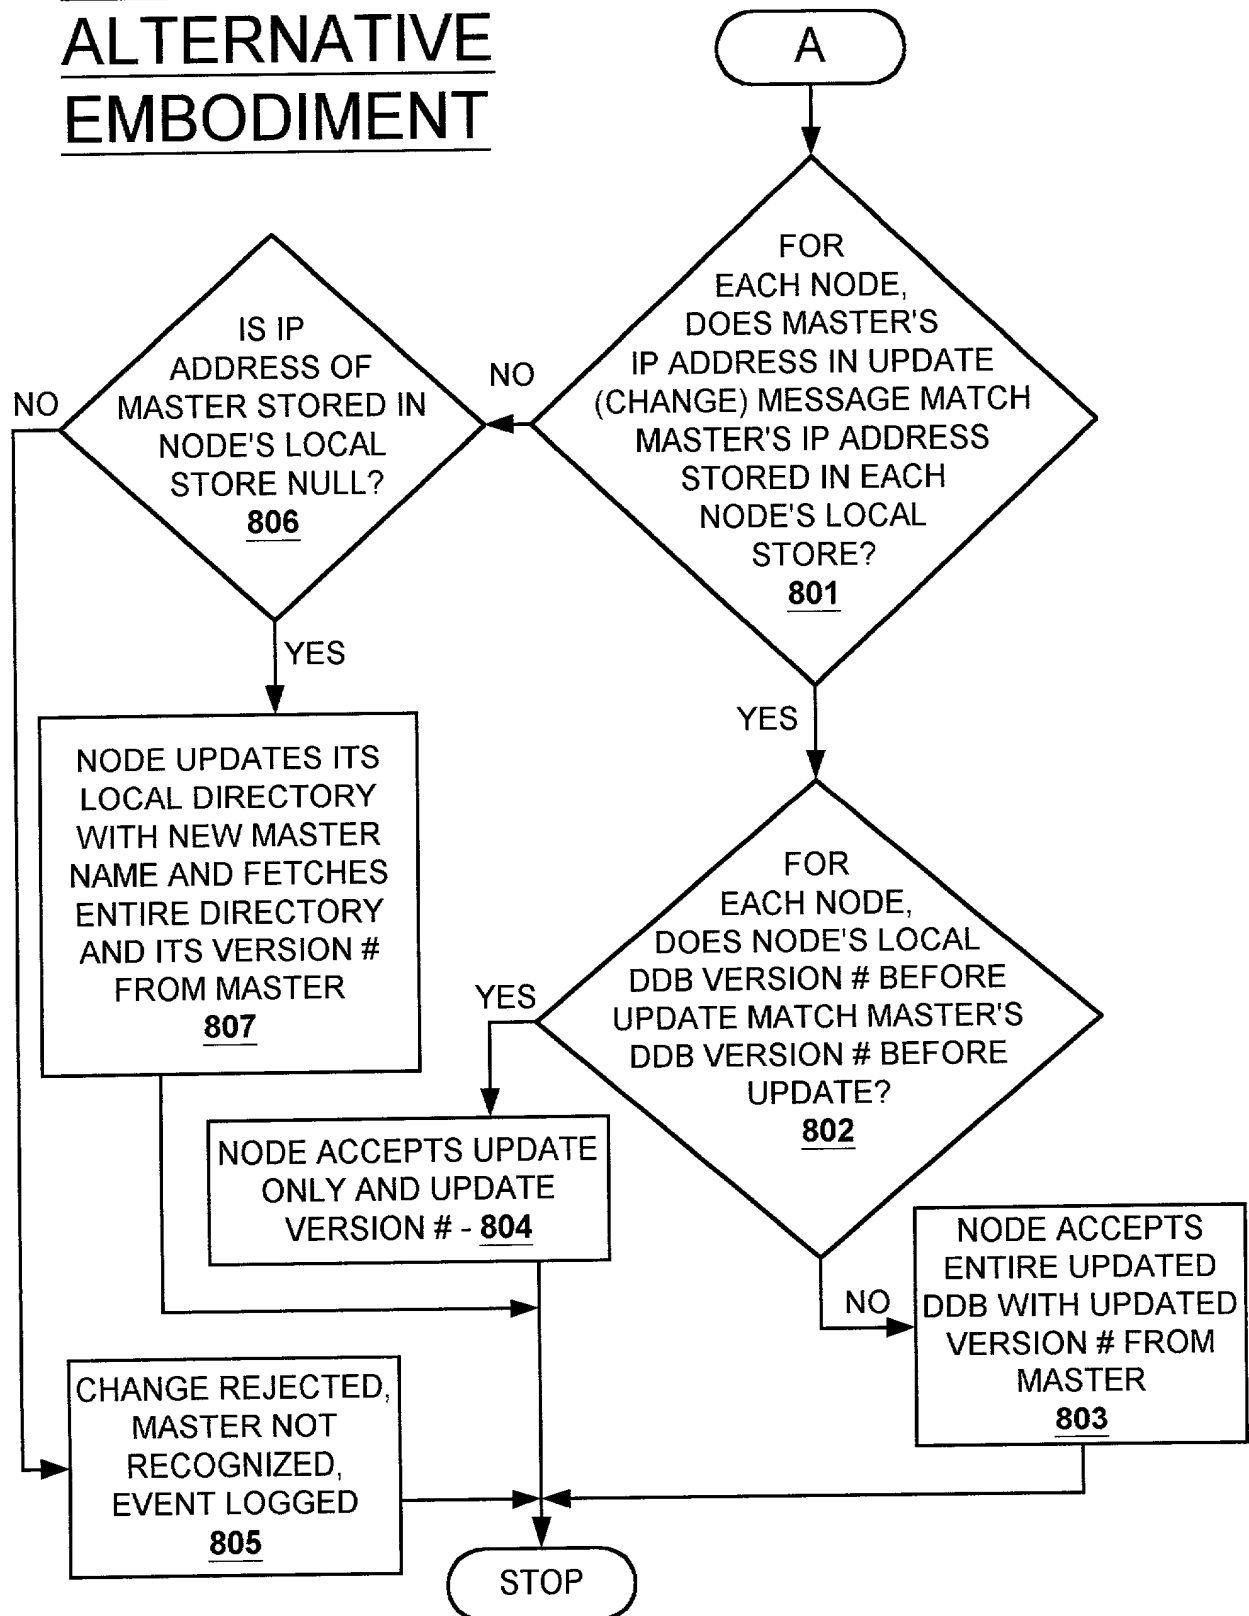 ALTERNATIVE
EMBODIMENT
A
FOR
EACH NODE,
DOES MASTER'S
IP ADDRESS IN UPDATE
(CHANGE) MESSAGE MATCH
MASTER'S IP ADDRESS
STORED IN EACH
NODE'S LOCAL
STORE?
801
NO
IS IP
ADDRESS OF
MASTER STORED IN
NODE'S LOCAL
STORE NULL?
806
NO
YES
NODE UPDATES ITS
LOCAL DIRECTORY
WITH NEW MASTER
NAME AND FETCHES
ENTIRE DIRECTORY
AND ITS VERSION #
FROM MASTER
807
YES
FOR
EACH NODE,
DOES NODE'S LOCAL
DDB VERSION # BEFORE
UPDATE MATCH MASTER'S
DDB VERSION # BEFORE
UPDATE?
802
YES
NODE ACCEPTS UPDATE
ONLY AND UPDATE
VERSION # - 804
NO
NODE ACCEPTS
ENTIRE UPDATED
DDB WITH UPDATED
VERSION # FROM
MASTER
803
CHANGE REJECTED,
MASTER NOT
RECOGNIZED,
EVENT LOGGED
805
STOP